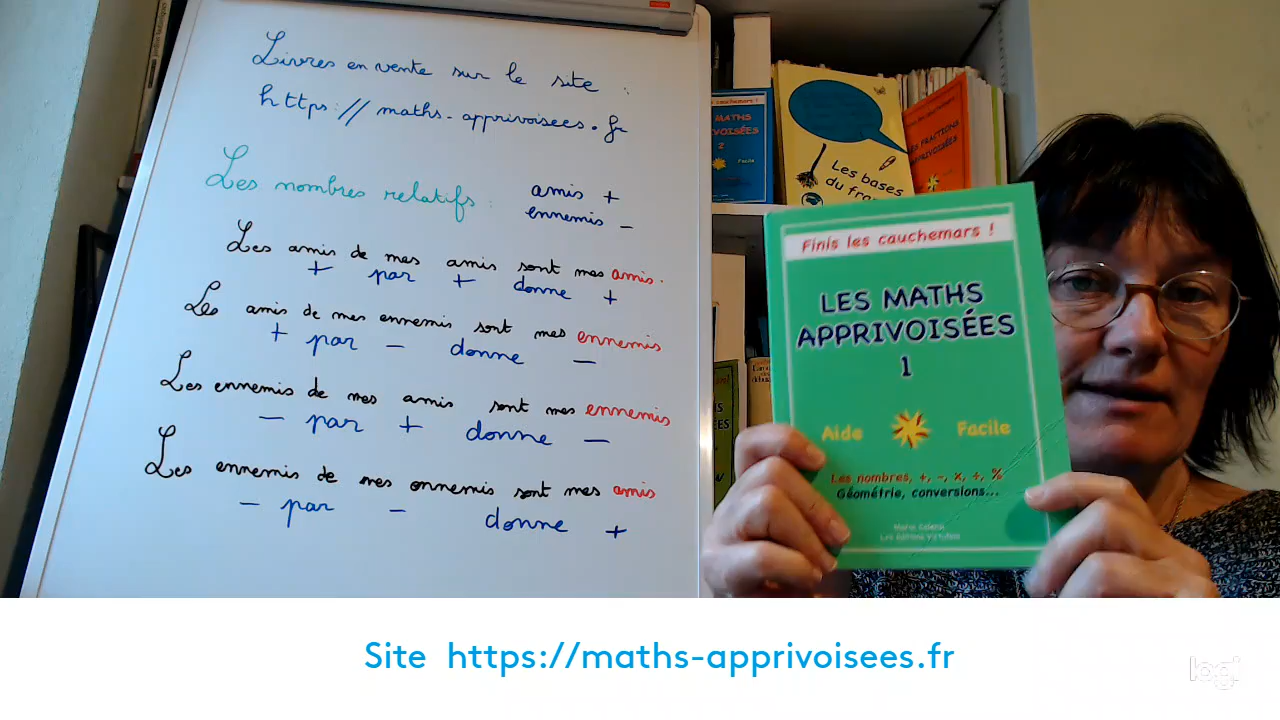 Livres en vente sur le site :
https://maths-apprivoisees.fr
Les nombres relatifs :
amis +
ennemis -
Les amis de mes amis sont mes amis.
+ par + donne +
Les amis de mes ennemis sont mes ennemis
+ par - donne -
Les ennemis de mes amis sont mes ennemis
- par + donne -
Les ennemis de mes ennemis sont mes amis
- par - donne +
MATHS
2
Facile
Les bases
du
LES FRACTIONS
APPRIVOISÉES
Finis les cauchemars !
LES MATHS
APPRIVOISÉES
1
Aide Facile
Les nombres, +, -, x, ÷, %
Géométrie, conversions...
Site https://maths-apprivoisees.fr